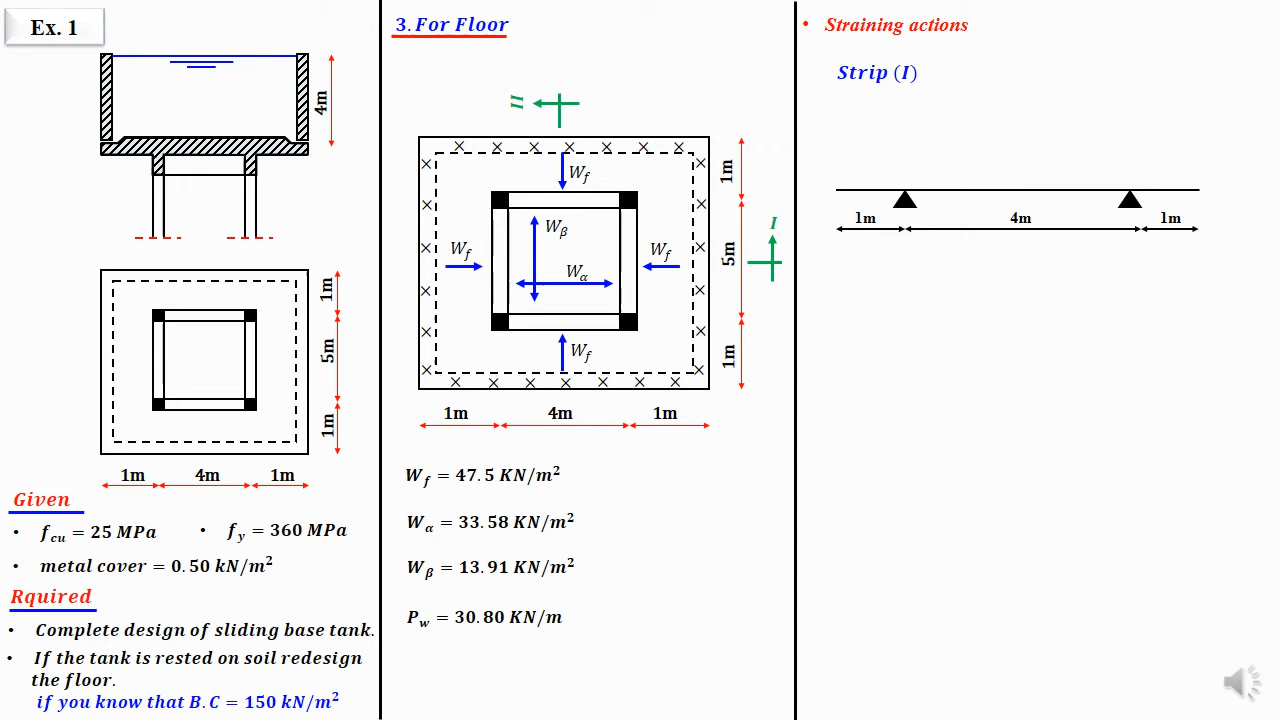 Ex. 1
4m
1m
5m
1m
1m
4m
1m
Given
• f_cu = 25 MPa • f_y = 360 MPa
• metal cover = 0.50 kN/m²
Rquired
• Complete design of sliding base tank.
• If the tank is rested on soil redesign
the floor.
if you know that B.C = 150 kN/m²
3. For Floor
II
W_f
W_β
W_f
W_α
W_f
W_f
1m
5m
1m
I
1m
4m
1m
W_f = 47.5 KN/m²
W_α = 33.58 KN/m²
W_β = 13.91 KN/m²
P_w = 30.80 KN/m
• Straining actions
Strip (I)
1m
4m
1m